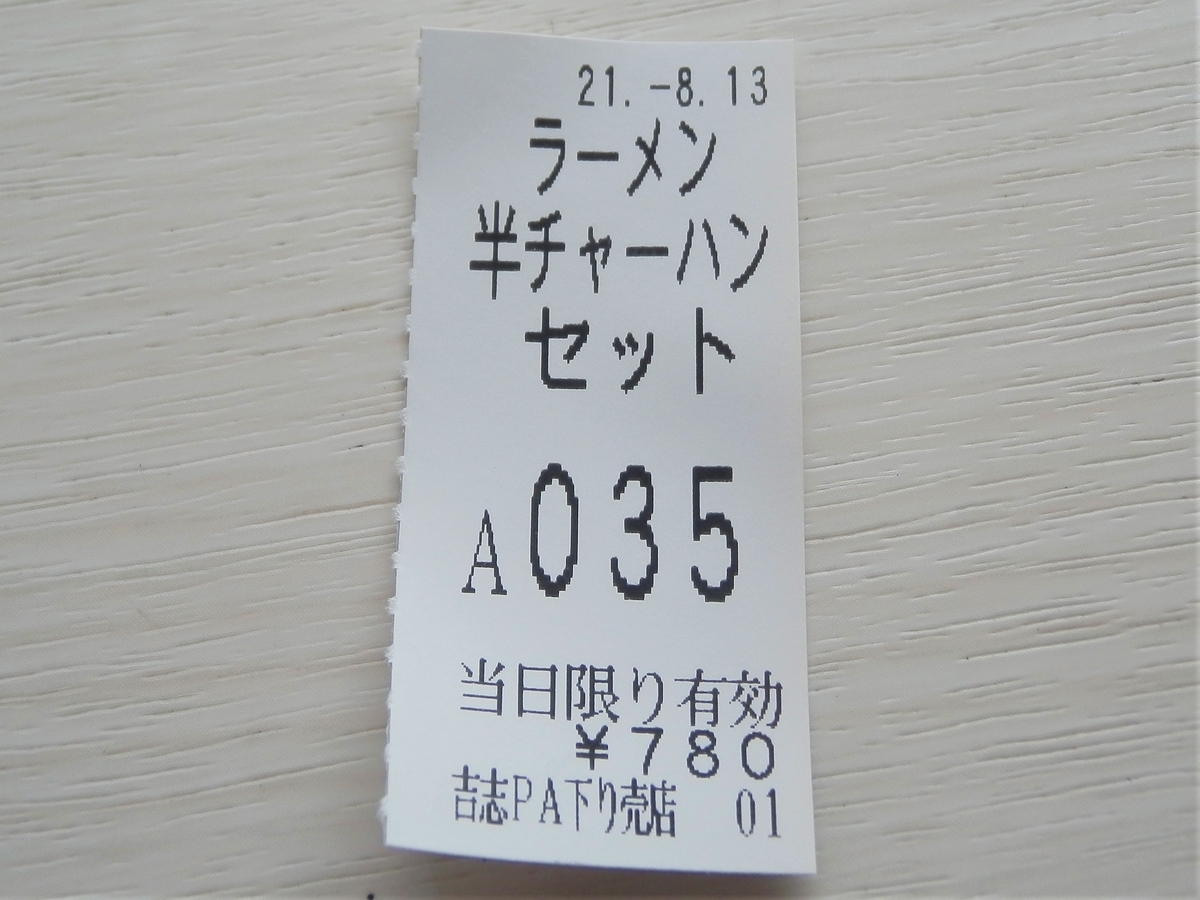 21.-8.13
ラーメン
半チャーハン
セット
A035
当日限り有効
¥780
吉志PA下り売店 01